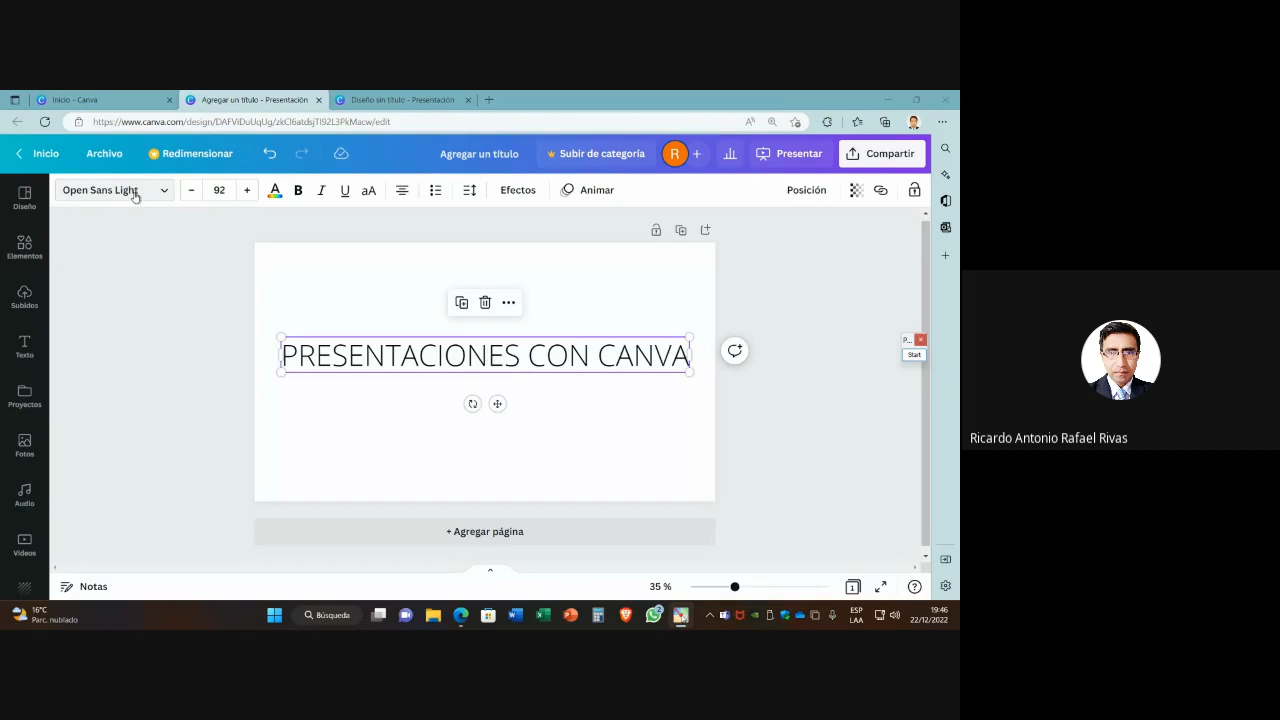 Inicio - Canva
Agregar un título - Presentación
Diseño sin título - Presentación
https://www.canva.com/design/DAFViDuUqUg/zkCl6atdsjTI92L3PkMacw/edit
Inicio
Archivo
Redimensionar
Agregar un título
Subir de categoría
R
Presentar
Compartir
Open Sans Light
92
A
B
I
U
aA
Efectos
Animar
Posición
Diseño
Elementos
Subidos
Texto
Proyectos
Fotos
Audio
Videos
PRESENTACIONES CON CANVA
P...
Start
+ Agregar página
Notas
35 %
1
16°C
Parc. nublado
Búsqueda
2
ESP
LAA
19:46
22/12/2022
Ricardo Antonio Rafael Rivas